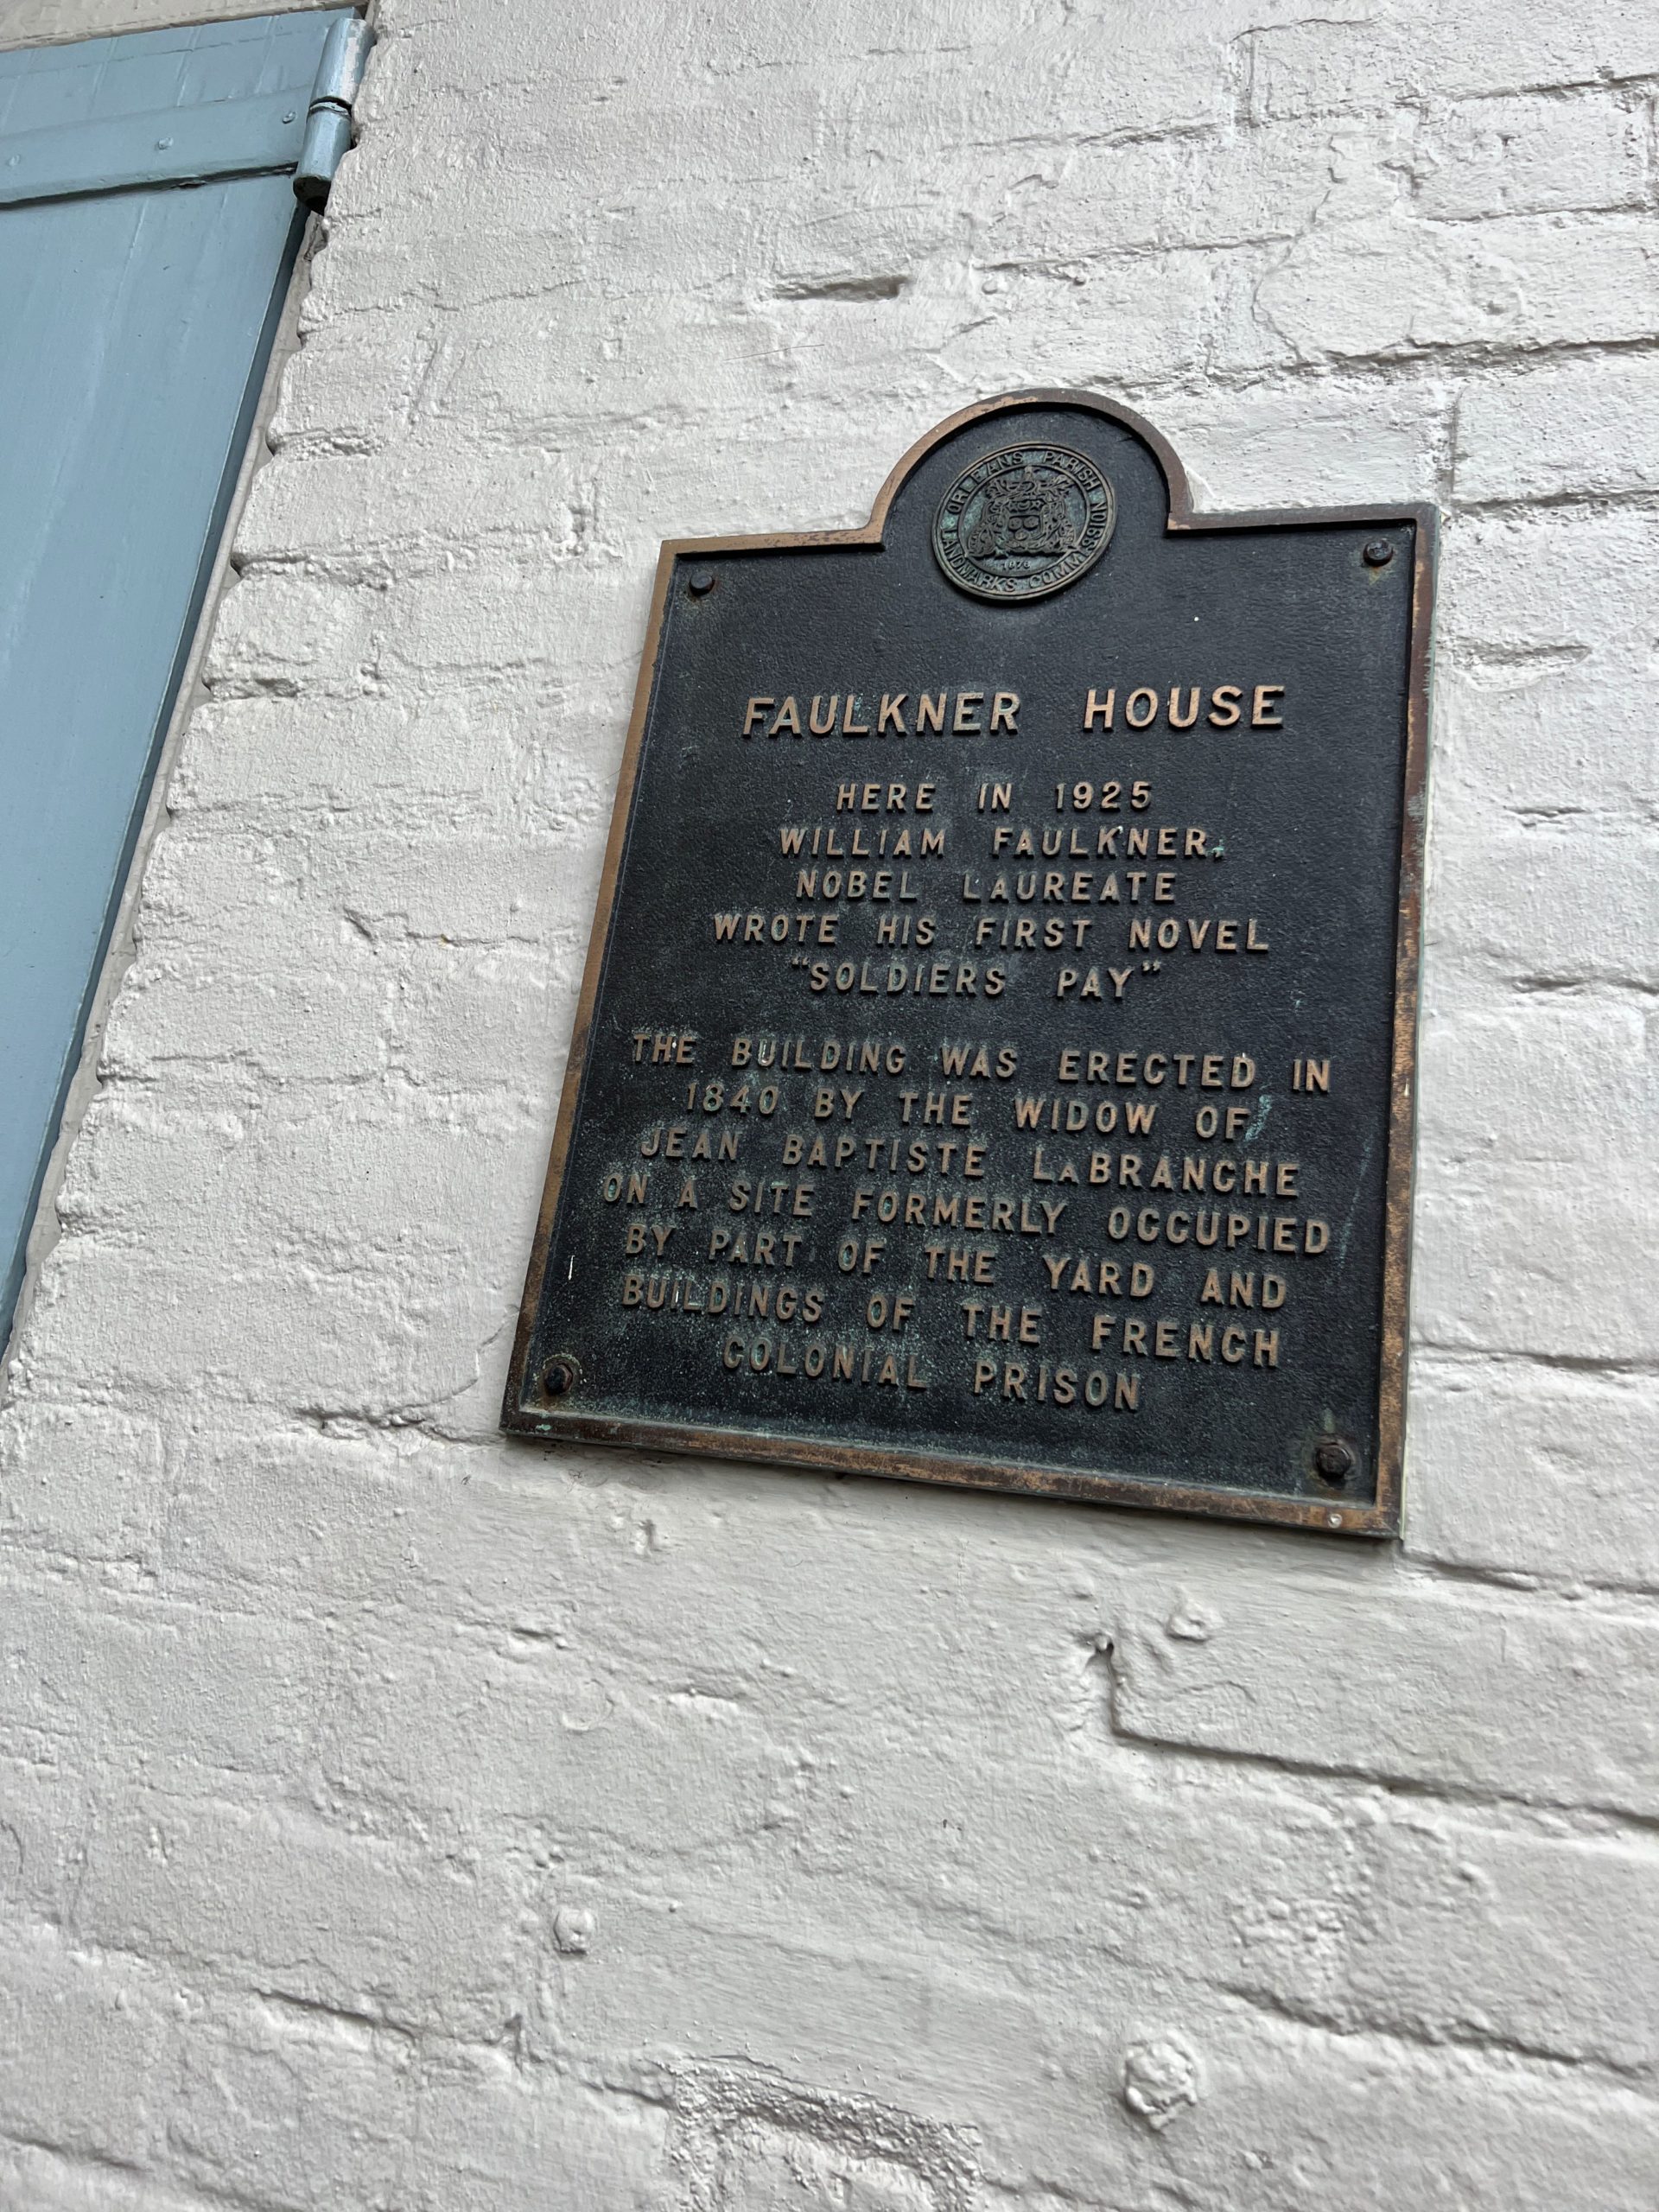 ORLEANS PARISH LANDMARKS COMMISSION
FAULKNER HOUSE
HERE IN 1925
WILLIAM FAULKNER,
NOBEL LAUREATE
WROTE HIS FIRST NOVEL
"SOLDIERS PAY"
THE BUILDING WAS ERECTED IN
1840 BY THE WIDOW OF
JEAN BAPTISTE LABRANCHE
ON A SITE FORMERLY OCCUPIED
BY PART OF THE YARD AND
BUILDINGS OF THE FRENCH
COLONIAL PRISON